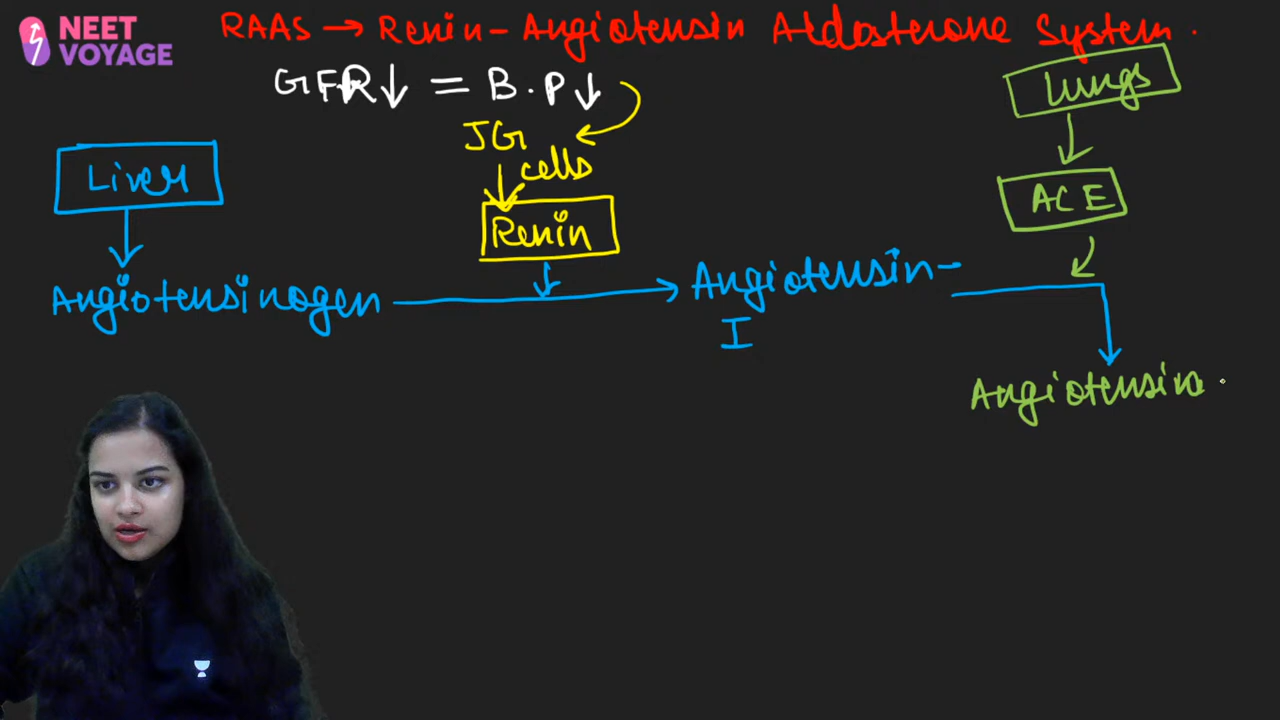 NEET
VOYAGE
RAAS → Renin-Angiotensin Aldosterone System.
GFR↓ = B.P↓
Lungs
JG
cells
Liver
ACE
Renin
Angiotensinogen
Angiotensin-
I
Angiotensin